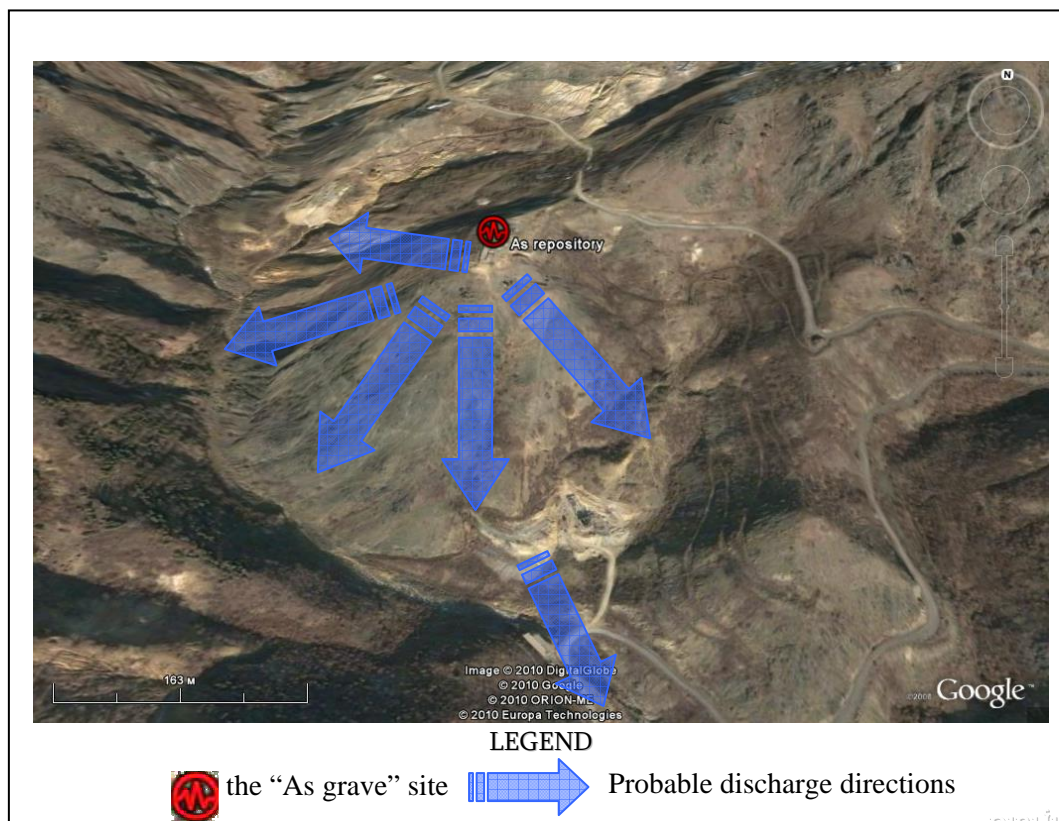 N
As repository
163 м
Image © 2010 DigitalGlobe
© 2010 Google
© 2010 ORION-ME
© 2010 Europa Technologies
©2008 Google™
LEGEND
the “As grave” site
Probable discharge directions